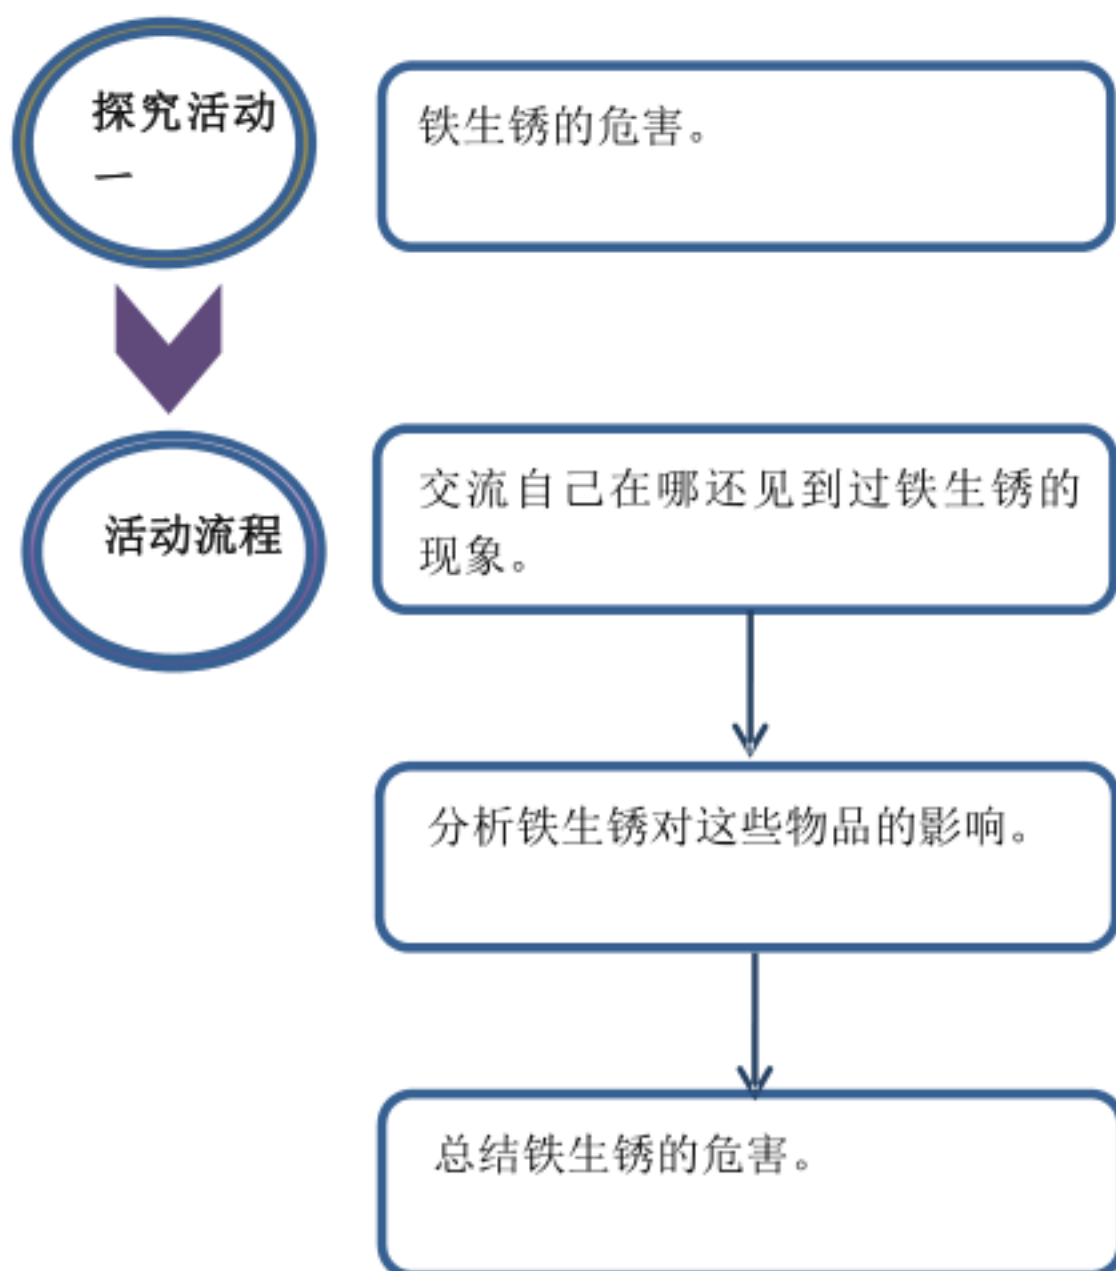 探究活动
一
铁生锈的危害。
活动流程
交流自己在哪还见到过铁生锈的
现象。
分析铁生锈对这些物品的影响。
总结铁生锈的危害。